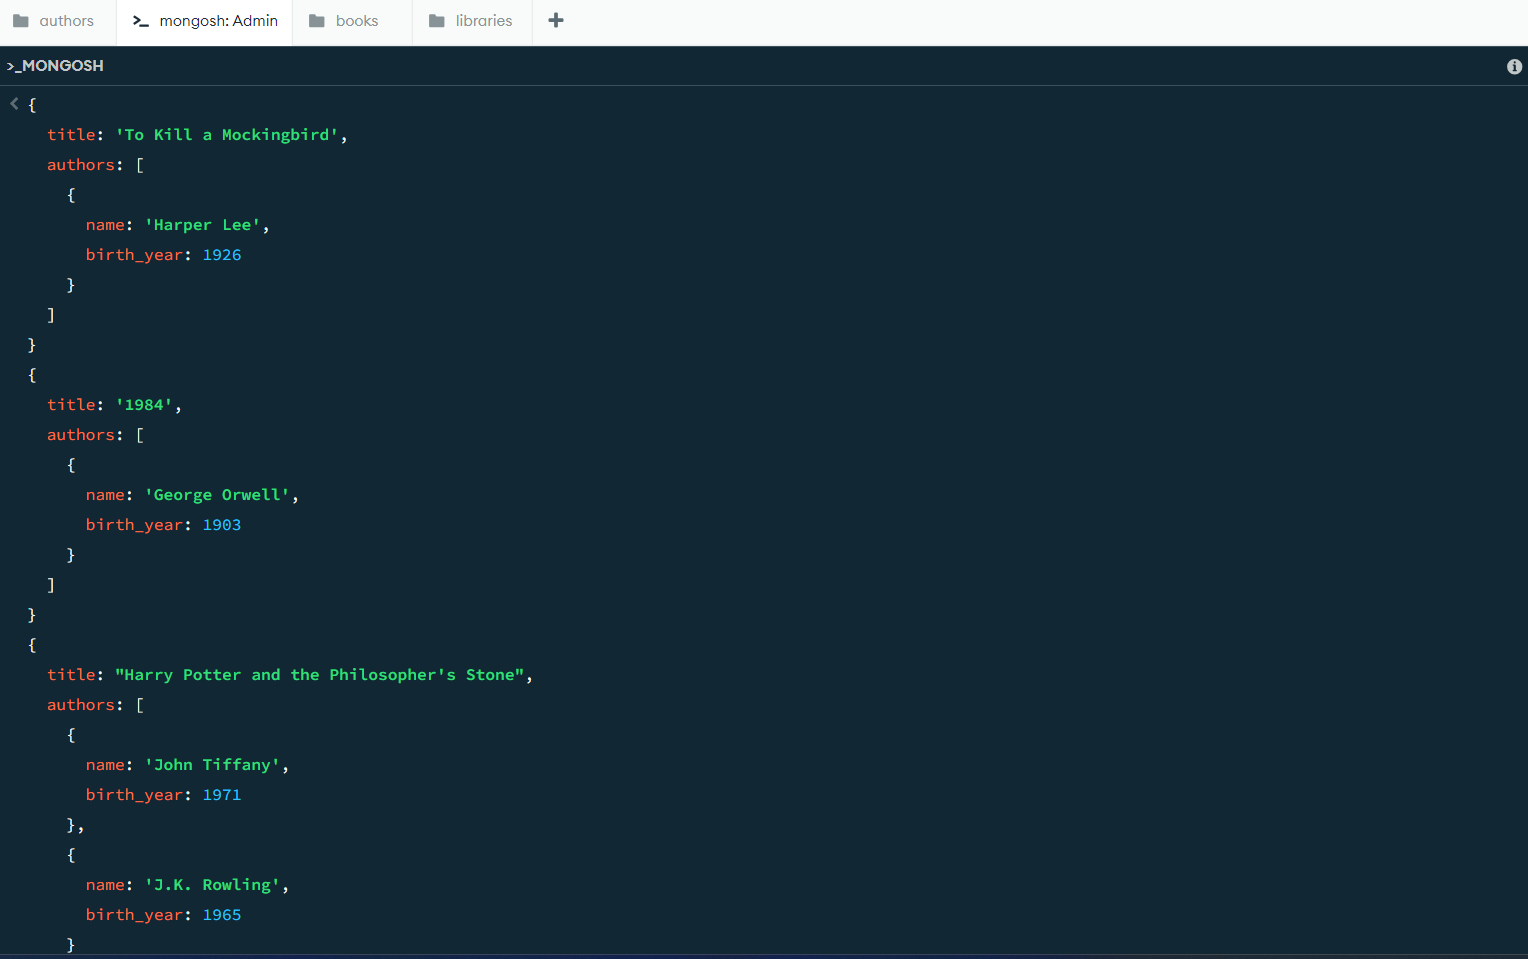 authors >_ mongosh: Admin books libraries +
>_MONGOSH
{
title: 'To Kill a Mockingbird',
authors: [
{
name: 'Harper Lee',
birth_year: 1926
}
]
}
{
title: '1984',
authors: [
{
name: 'George Orwell',
birth_year: 1903
}
]
}
{
title: "Harry Potter and the Philosopher's Stone",
authors: [
{
name: 'John Tiffany',
birth_year: 1971
},
{
name: 'J.K. Rowling',
birth_year: 1965
}